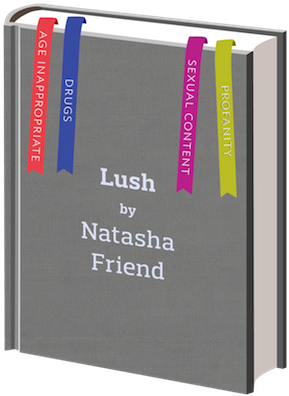 AGE INAPPROPRIATE
DRUGS
SEXUAL CONTENT
PROFANITY
Lush
by
Natasha
Friend